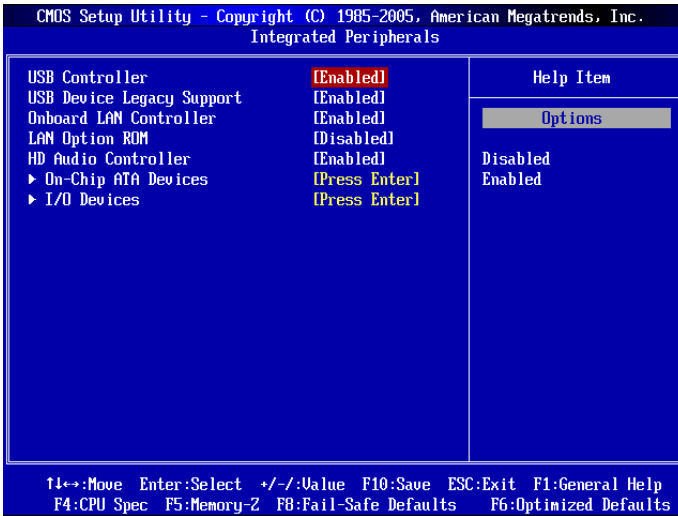 CMOS Setup Utility - Copyright (C) 1985-2005, American Megatrends, Inc.
Integrated Peripherals
USB Controller [Enabled]
USB Device Legacy Support [Enabled]
Onboard LAN Controller [Enabled]
LAN Option ROM [Disabled]
HD Audio Controller [Enabled]
▶ On-Chip ATA Devices [Press Enter]
▶ I/O Devices [Press Enter]
Help Item
Options
Disabled
Enabled
↑↓↔:Move Enter:Select +/-/:Value F10:Save ESC:Exit F1:General Help
F4:CPU Spec F5:Memory-Z F8:Fail-Safe Defaults F6:Optimized Defaults